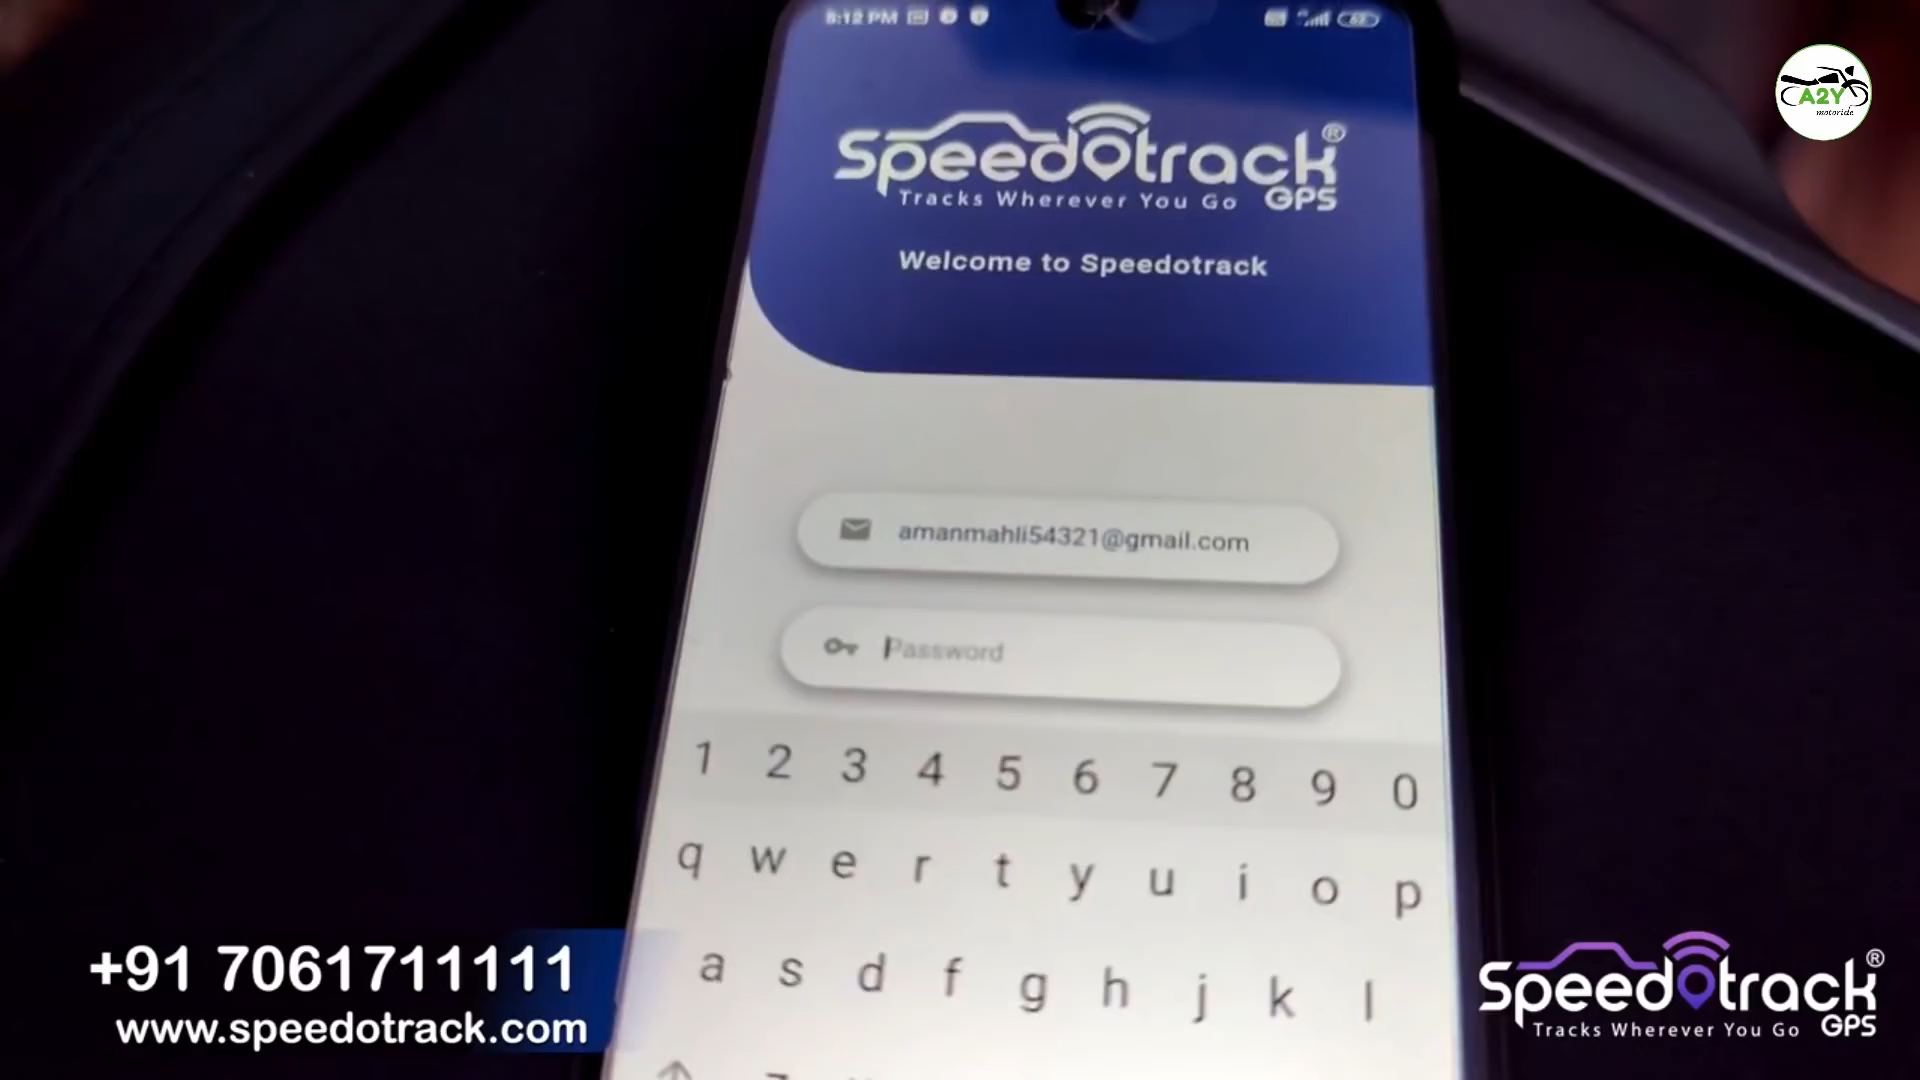 8:12 PM
62
A2Y
motoride
Speedotrack®
Tracks Wherever You Go GPS
Welcome to Speedotrack
amanmahli54321@gmail.com
Password
1 2 3 4 5 6 7 8 9 0
q w e r t y u i o p
a s d f g h j k l
+91 7061711111
www.speedotrack.com
Speedotrack®
Tracks Wherever You Go GPS